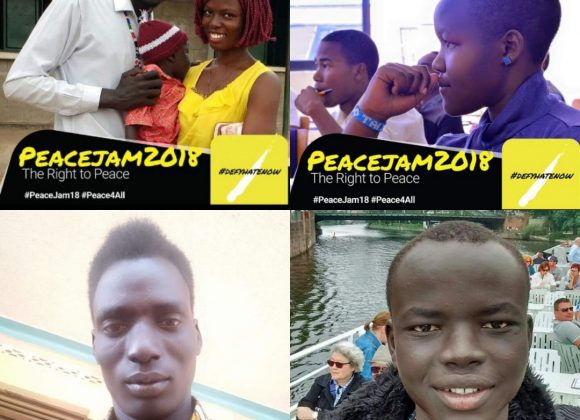 PEACEJAM2018
The Right to Peace
#DEFYHATENOW
#PeaceJam18 #Peace4All
PEACEJAM2018
The Right to Peace
#DEFYHATENOW
#PeaceJam18 #Peace4All